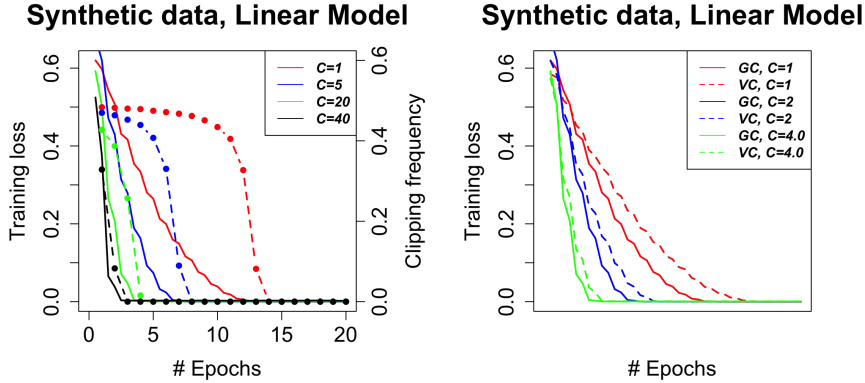 Synthetic data, Linear Model
Training loss
0.0
0.2
0.4
0.6
C=1
C=5
C=20
C=40
0.0
0.2
0.4
0.6
Clipping frequency
0
5
10
15
20
# Epochs
Synthetic data, Linear Model
Training loss
0.0
0.2
0.4
0.6
GC, C=1
VC, C=1
GC, C=2
VC, C=2
GC, C=4.0
VC, C=4.0
# Epochs